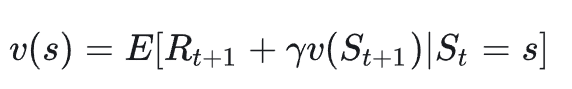 v(s) = E[R_{t+1} + γv(S_{t+1})|S_t = s]